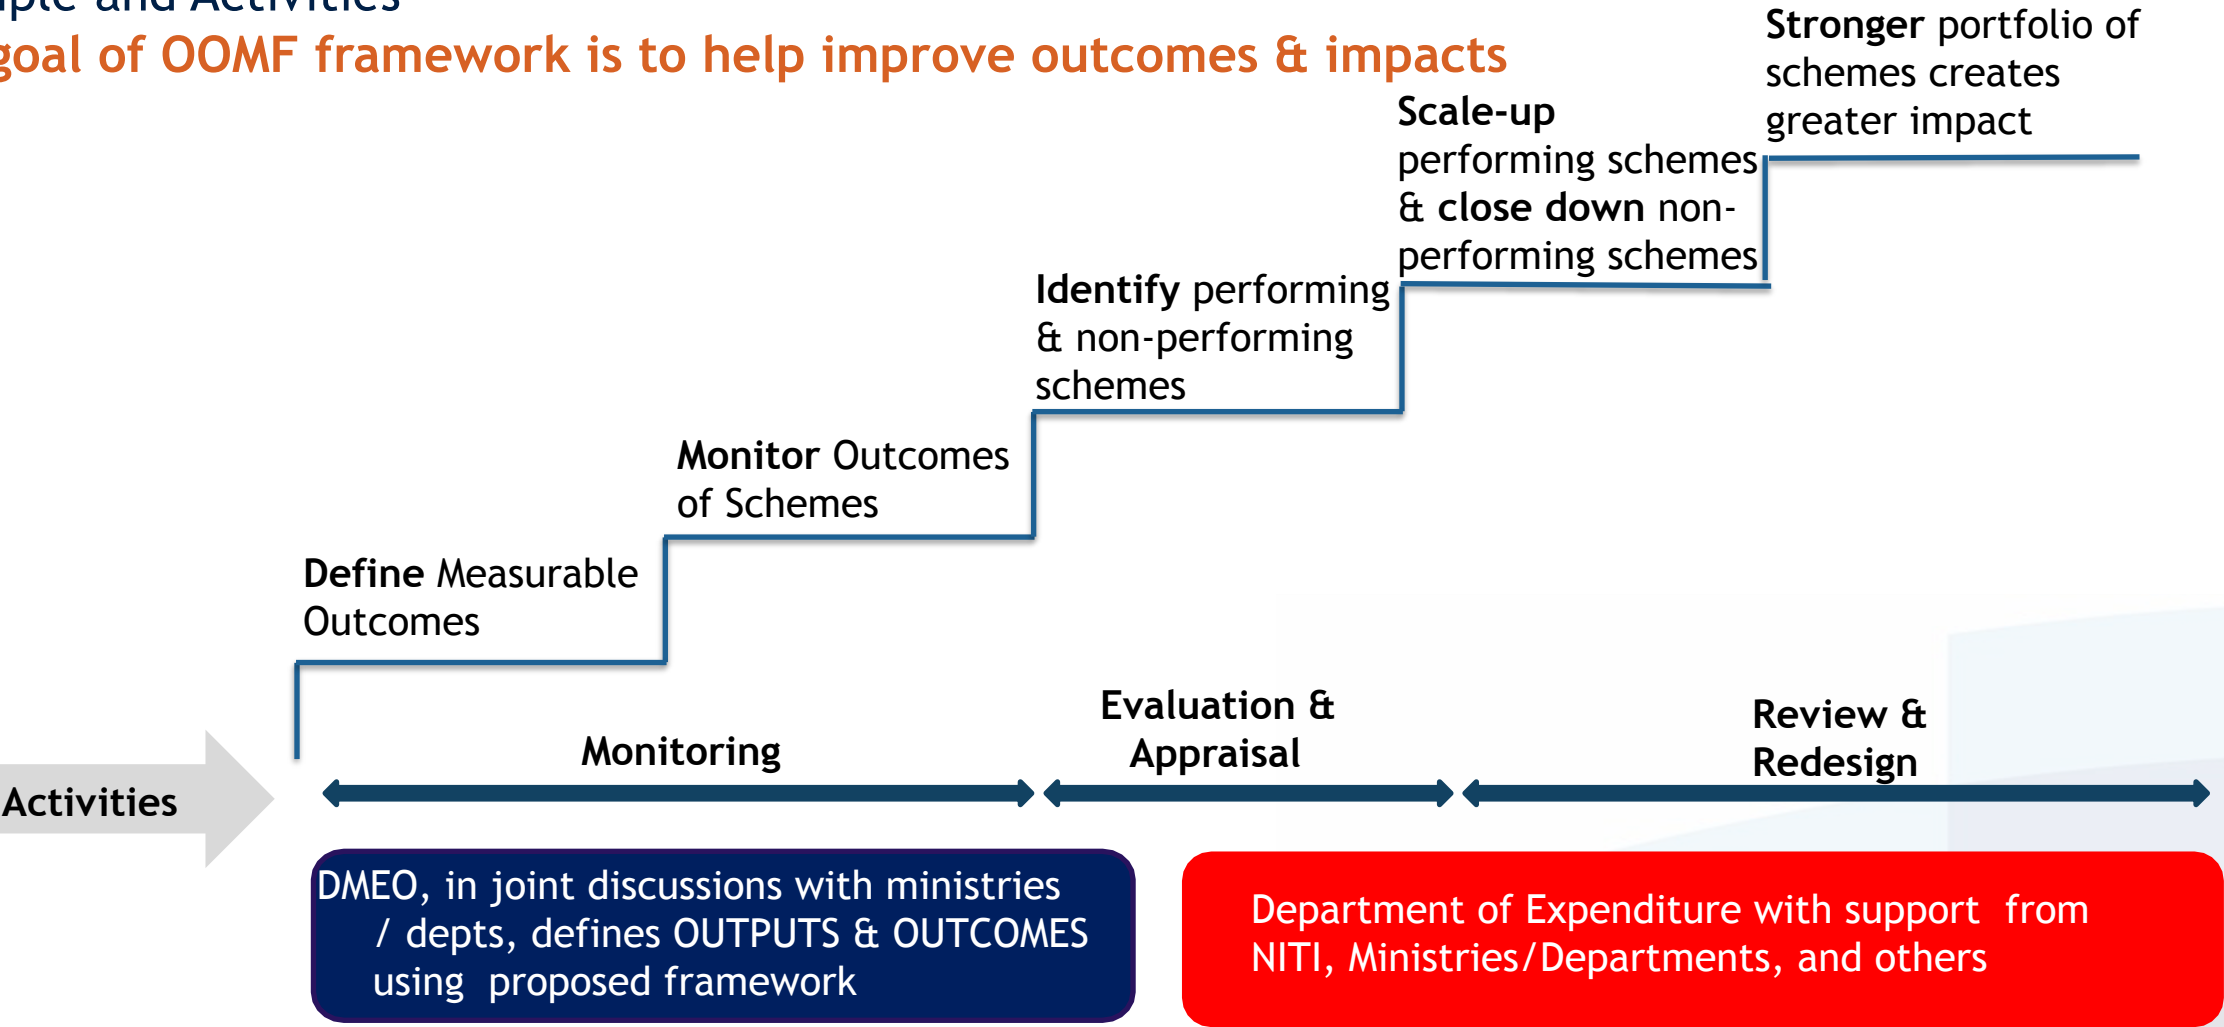 and Activities
goal of OOMF framework is to help improve outcomes & impacts
Stronger portfolio of
schemes creates
greater impact
Scale-up
performing schemes
& close down non-
performing schemes
Identify performing
& non-performing
schemes
Monitor Outcomes
of Schemes
Define Measurable
Outcomes
Monitoring
Evaluation &
Appraisal
Review &
Redesign
Activities
DMEO, in joint discussions with ministries
/ depts, defines OUTPUTS & OUTCOMES
using proposed framework
Department of Expenditure with support from
NITI, Ministries/Departments, and others